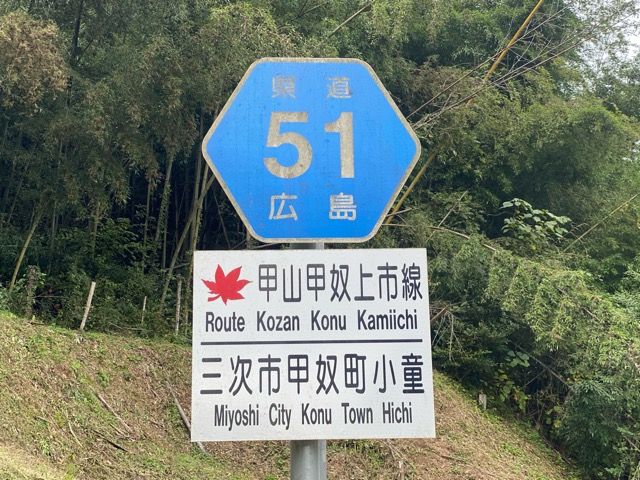 県道
51
広島
甲山甲奴上市線
Route Kozan Konu Kamiichi
三次市甲奴町小童
Miyoshi City Konu Town Hichi